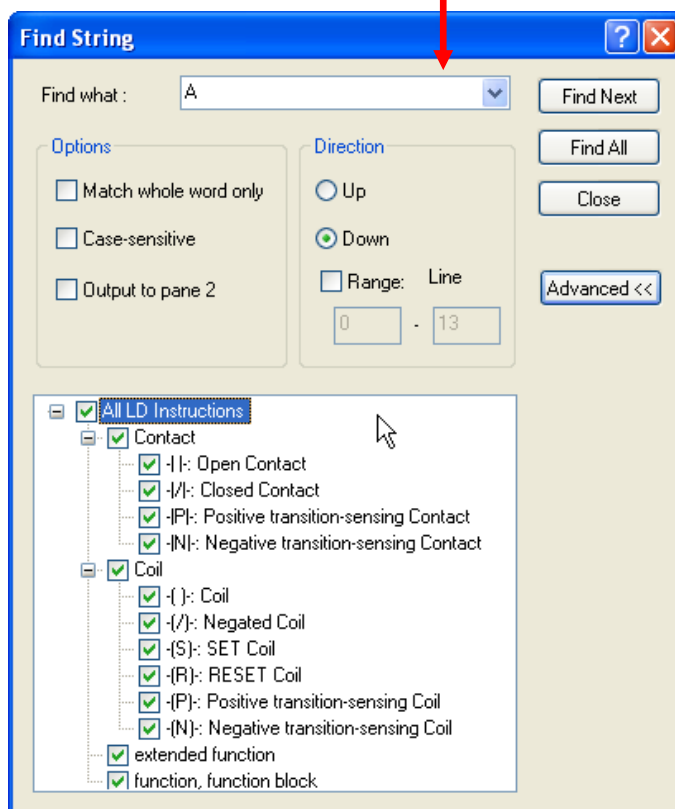 Find String
Find what :
A
Find Next
Options
Direction
Find All
Match whole word only
Up
Close
Case-sensitive
Down
Output to pane 2
Range:
Line
Advanced <<
0
-
13
All LD Instructions
Contact
-| |-: Open Contact
-|/|-: Closed Contact
-|P|-: Positive transition-sensing Contact
-|N|-: Negative transition-sensing Contact
Coil
-( )-: Coil
-(/)-: Negated Coil
-(S)-: SET Coil
-(R)-: RESET Coil
-(P)-: Positive transition-sensing Coil
-(N)-: Negative transition-sensing Coil
extended function
function, function block